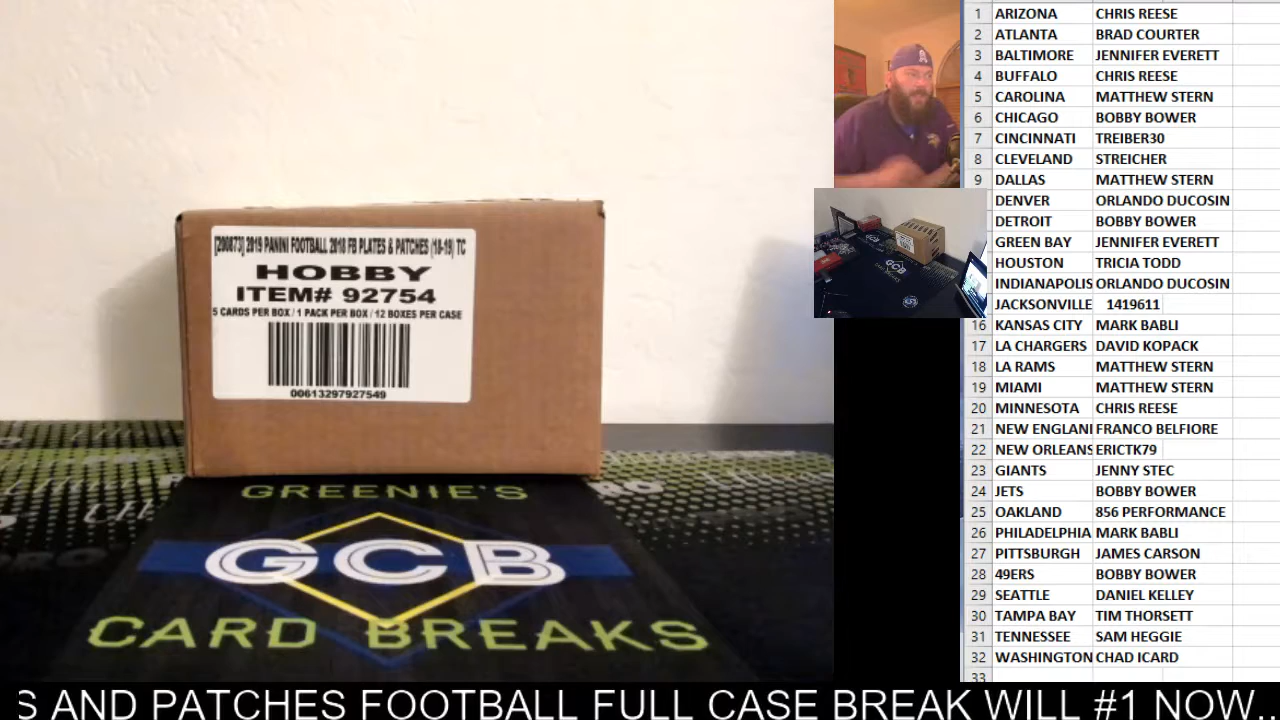 [200873] 2019 PANINI FOOTBALL 2018 FB PLATES & PATCHES (18-19) TC
HOBBY
ITEM# 92754
5 CARDS PER BOX / 1 PACK PER BOX / 12 BOXES PER CASE
00613297927549
GREENIE'S
GCB
CARD BREAKS
GCB
1 ARIZONA CHRIS REESE
2 ATLANTA BRAD COURTER
3 BALTIMORE JENNIFER EVERETT
4 BUFFALO CHRIS REESE
5 CAROLINA MATTHEW STERN
6 CHICAGO BOBBY BOWER
7 CINCINNATI TREIBER30
8 CLEVELAND STREICHER
9 DALLAS MATTHEW STERN
DENVER ORLANDO DUCOSIN
DETROIT BOBBY BOWER
GREEN BAY JENNIFER EVERETT
HOUSTON TRICIA TODD
INDIANAPOLIS ORLANDO DUCOSIN
JACKSONVILLE 1419611
16 KANSAS CITY MARK BABLI
17 LA CHARGERS DAVID KOPACK
18 LA RAMS MATTHEW STERN
19 MIAMI MATTHEW STERN
20 MINNESOTA CHRIS REESE
21 NEW ENGLAN FRANCO BELFIORE
22 NEW ORLEANS ERICTK79
23 GIANTS JENNY STEC
24 JETS BOBBY BOWER
25 OAKLAND 856 PERFORMANCE
26 PHILADELPHIA MARK BABLI
27 PITTSBURGH JAMES CARSON
28 49ERS BOBBY BOWER
29 SEATTLE DANIEL KELLEY
30 TAMPA BAY TIM THORSETT
31 TENNESSEE SAM HEGGIE
32 WASHINGTON CHAD ICARD
33
S AND PATCHES FOOTBALL FULL CASE BREAK WILL #1 NOW...